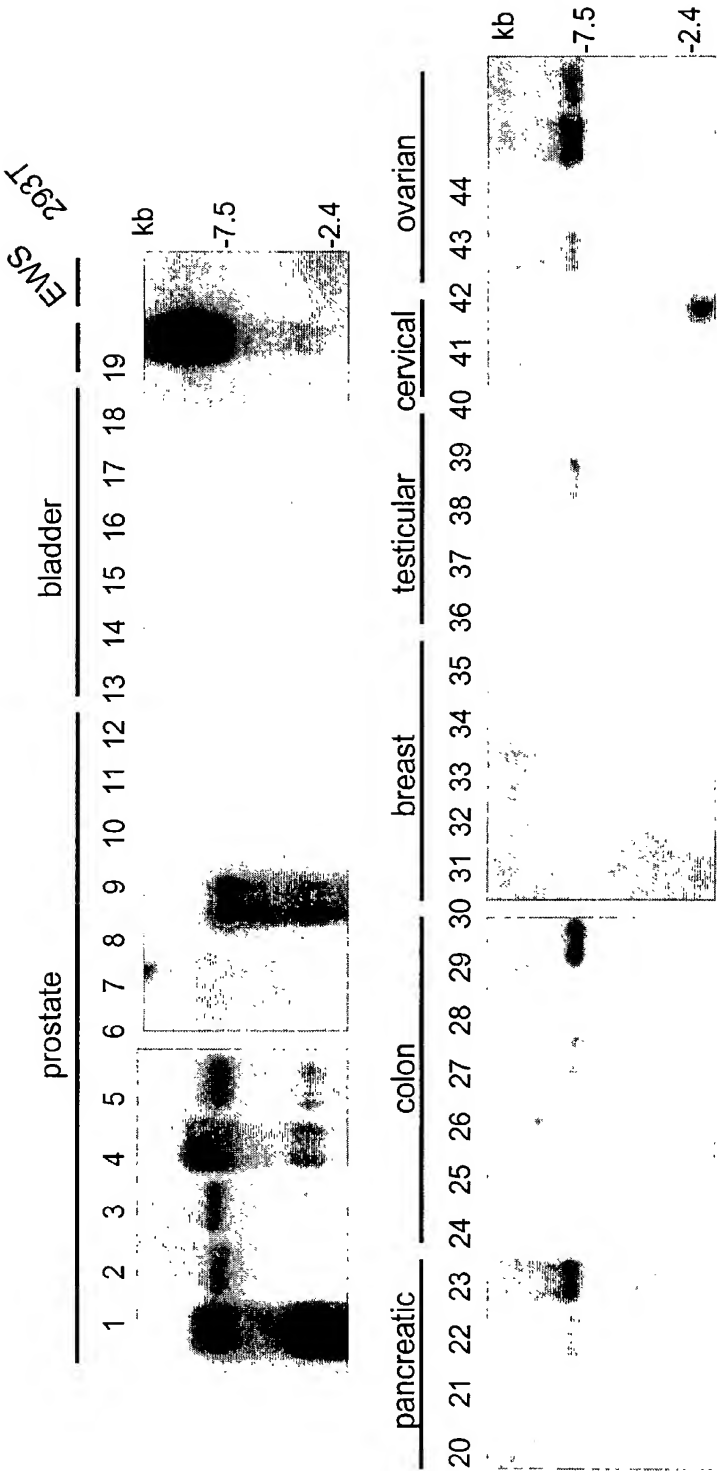 prostate bladder EWS 293T
1 2 3 4 5 6 7 8 9 10 11 12 13 14 15 16 17 18 19 kb
-7.5
-2.4
pancreatic colon breast testicular cervical ovarian
20 21 22 23 24 25 26 27 28 29 30 31 32 33 34 35 36 37 38 39 40 41 42 43 44 kb
-7.5
-2.4